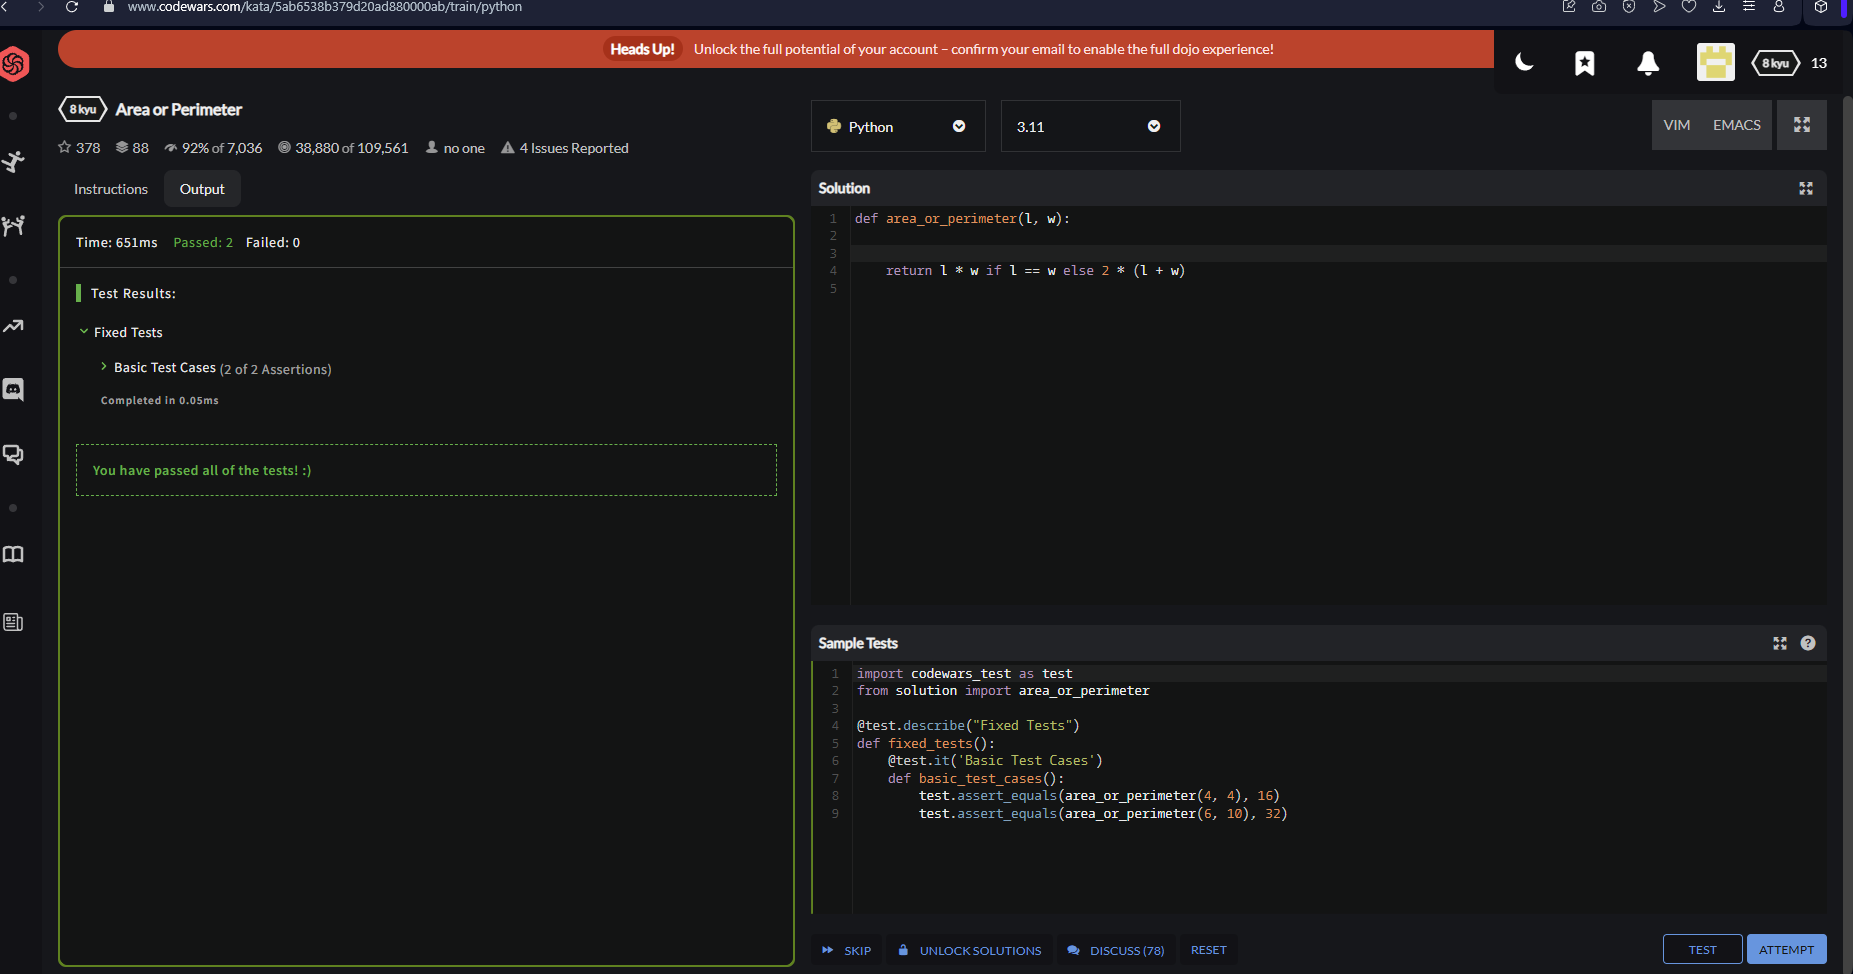 www.codewars.com/kata/5ab6538b379d20ad880000ab/train/python
Heads Up! Unlock the full potential of your account – confirm your email to enable the full dojo experience!
8 kyu 13
8 kyu Area or Perimeter
378 88 92% of 7,036 38,880 of 109,561 no one 4 Issues Reported
Instructions Output
Time: 651ms Passed: 2 Failed: 0
Test Results:
Fixed Tests
Basic Test Cases (2 of 2 Assertions)
Completed in 0.05ms
You have passed all of the tests! :)
Python 3.11 VIM EMACS
Solution
1 def area_or_perimeter(l, w):
2
3
4     return l * w if l == w else 2 * (l + w)
5
Sample Tests
1 import codewars_test as test
2 from solution import area_or_perimeter
3
4 @test.describe("Fixed Tests")
5 def fixed_tests():
6     @test.it('Basic Test Cases')
7     def basic_test_cases():
8         test.assert_equals(area_or_perimeter(4, 4), 16)
9         test.assert_equals(area_or_perimeter(6, 10), 32)
SKIP UNLOCK SOLUTIONS DISCUSS (78) RESET TEST ATTEMPT